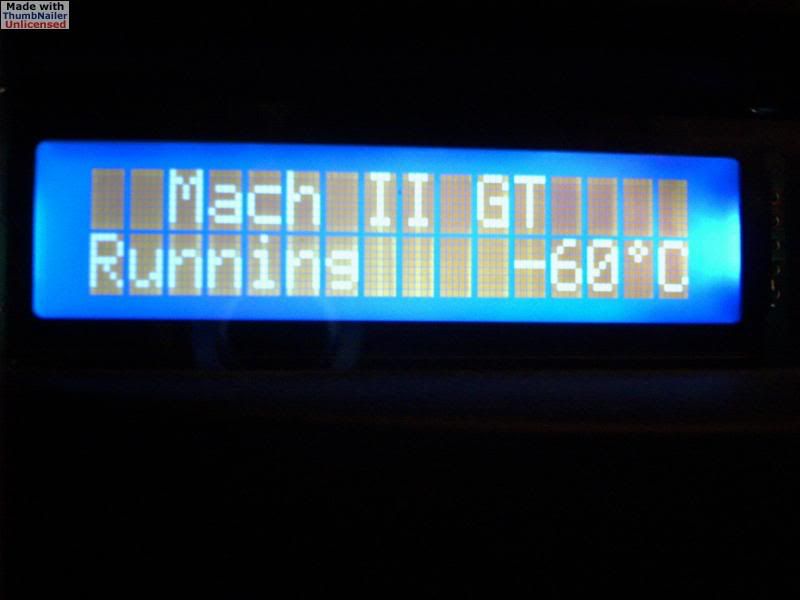 Made with
ThumbNailer
Unlicensed
Mach II GT
Running -60°C